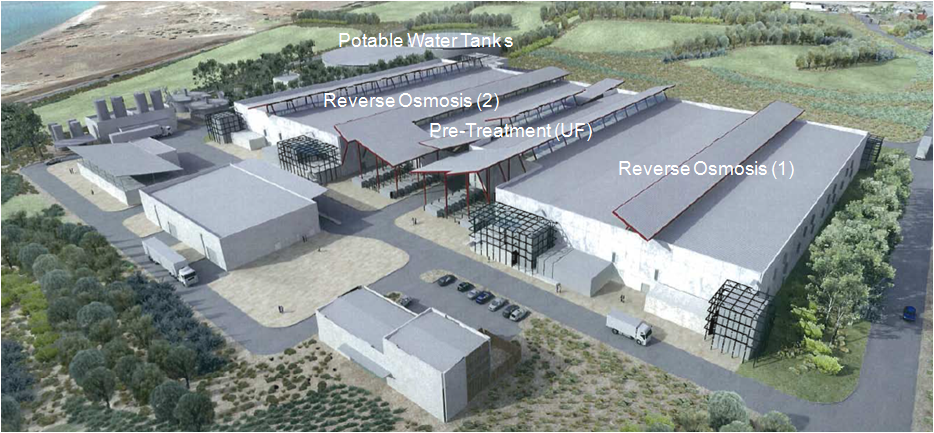 Potable Water Tanks
Reverse Osmosis (2)
Pre-Treatment (UF)
Reverse Osmosis (1)